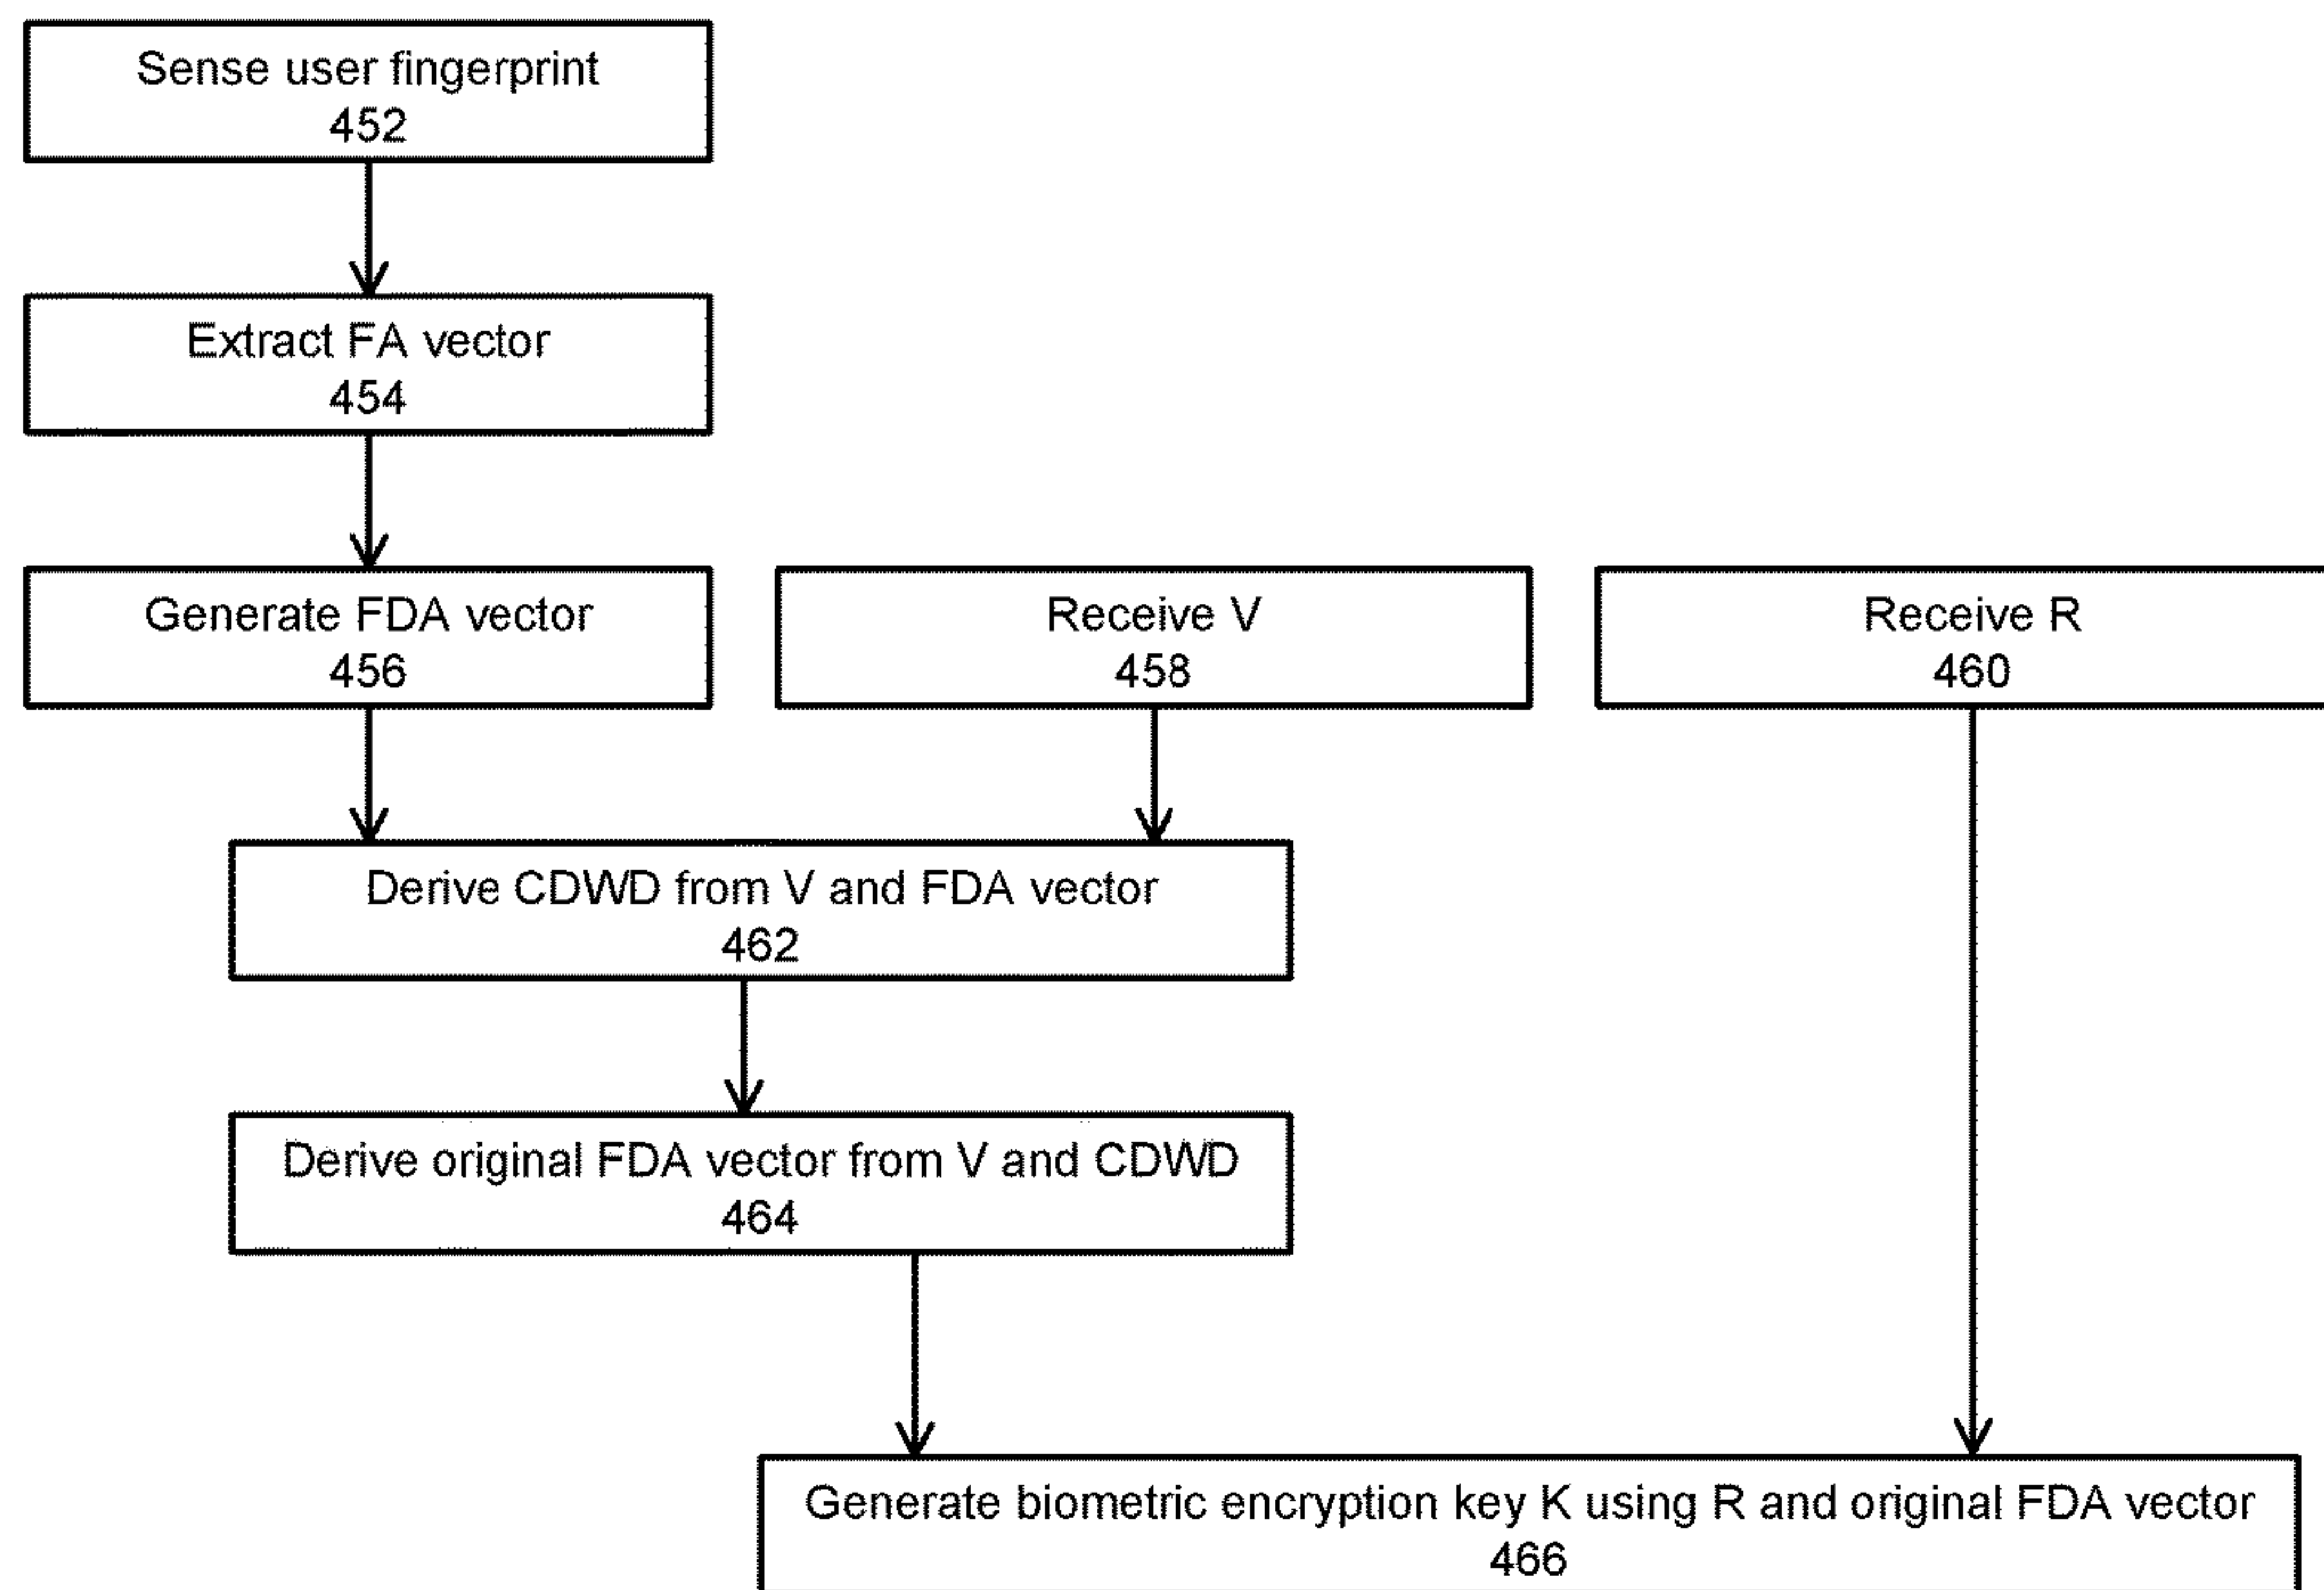 Sense user fingerprint
452
Extract FA vector
454
Generate FDA vector
456
Receive V
458
Receive R
460
Derive CDWD from V and FDA vector
462
Derive original FDA vector from V and CDWD
464
Generate biometric encryption key K using R and original FDA vector
466